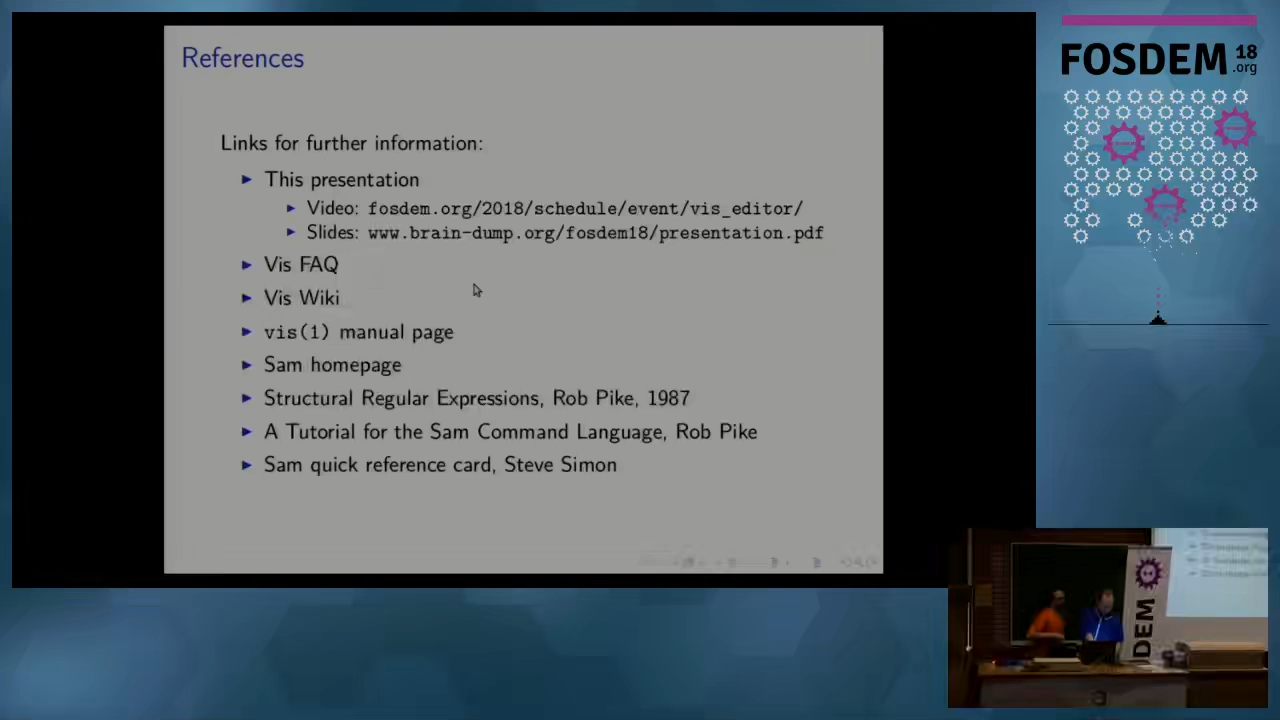 References
Links for further information:
This presentation
Video: fosdem.org/2018/schedule/event/vis_editor/
Slides: www.brain-dump.org/fosdem18/presentation.pdf
Vis FAQ
Vis Wiki
vis(1) manual page
Sam homepage
Structural Regular Expressions, Rob Pike, 1987
A Tutorial for the Sam Command Language, Rob Pike
Sam quick reference card, Steve Simon
FOSDEM 18
.org
DEM